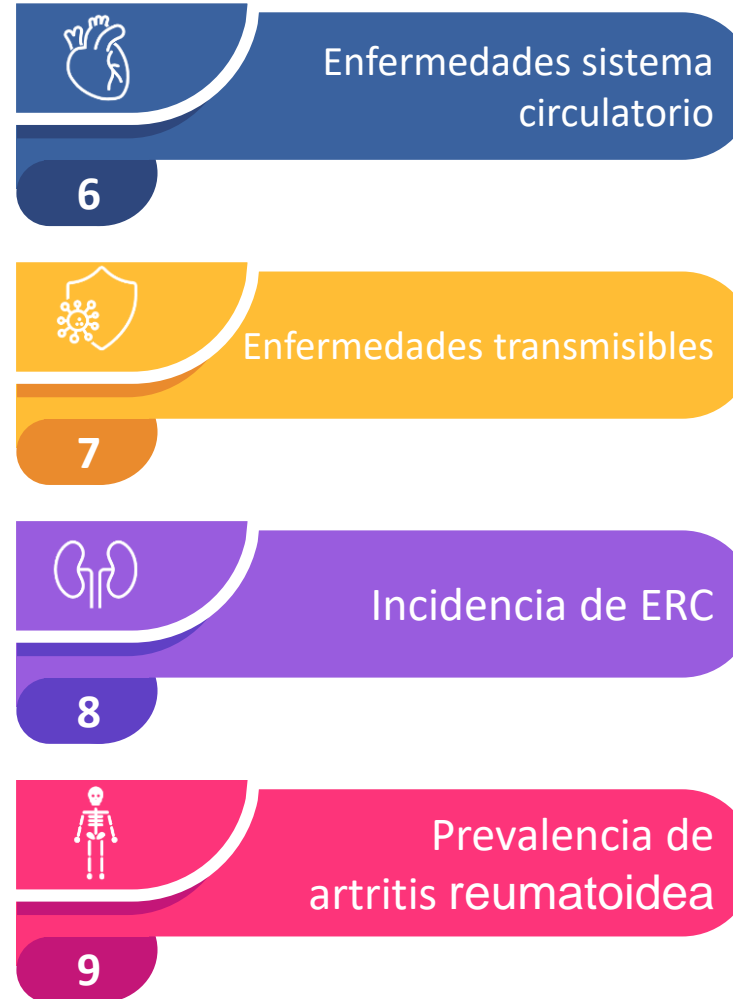 Enfermedades sistema
circulatorio
6
Enfermedades transmisibles
7
Incidencia de ERC
8
Prevalencia de
artritis reumatoidea
9